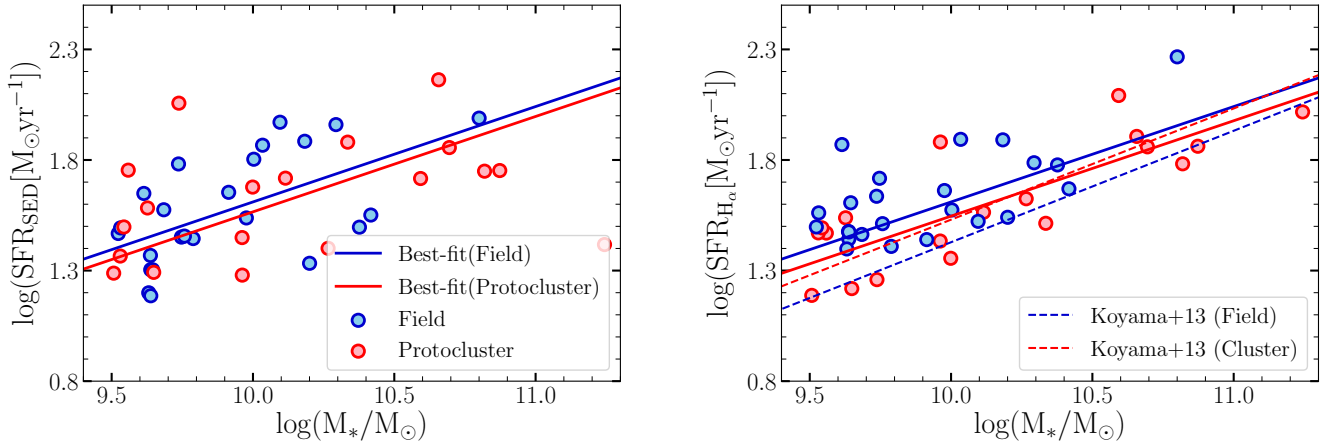 2.3
1.8
1.3
0.8
log(SFR_SED[M_⊙yr^−1])
9.5 10.0 10.5 11.0
log(M_*/M_⊙)
Best-fit(Field)
Best-fit(Protocluster)
Field
Protocluster
2.3
1.8
1.3
0.8
log(SFR_Hα[M_⊙yr^−1])
9.5 10.0 10.5 11.0
log(M_*/M_⊙)
Koyama+13 (Field)
Koyama+13 (Cluster)